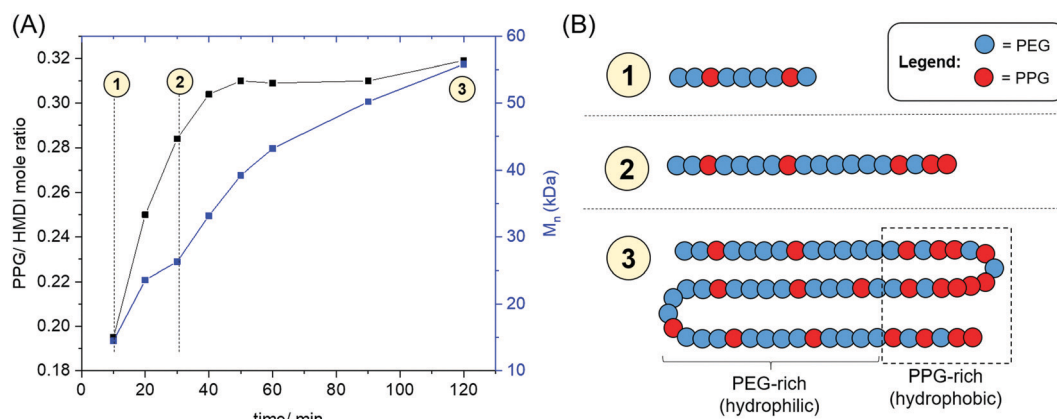 (A)
PPG/ HMDI mole ratio
0.32
0.30
0.28
0.26
0.24
0.22
0.20
0.18
1
2
3
60
50
40
30
20
10
Mn (kDa)
0 20 40 60 80 100 120
time/ min
(B)
Legend:
= PEG
= PPG
1
2
3
PEG-rich
(hydrophilic)
PPG-rich
(hydrophobic)